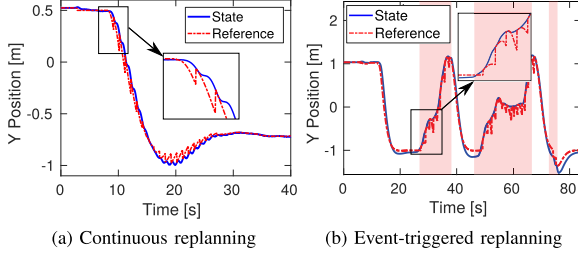 0.5
0
-0.5
-1
Y Position [m]
State
Reference
0 10 20 30 40
Time [s]
(a) Continuous replanning
2
1
0
-1
Y Position [m]
State
Reference
0 20 40 60 80
Time [s]
(b) Event-triggered replanning